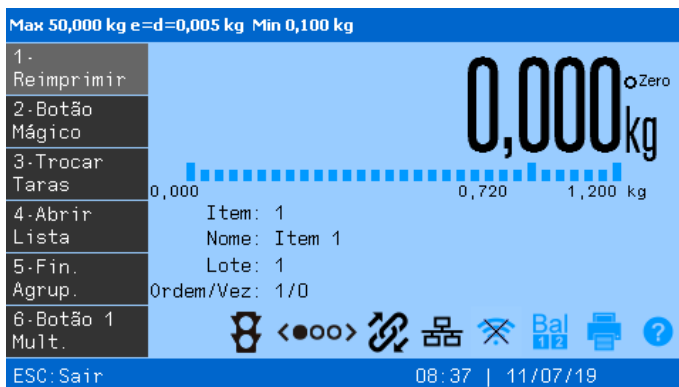 Max 50,000 kg e=d=0,005 kg Min 0,100 kg
1-
Reimprimir
2-Botão
Mágico
3-Trocar
Taras
4-Abrir
Lista
5-Fin.
Agrup.
6-Botão 1
Mult.
0,000
Zero
kg
0,000
0,720
1,200 kg
Item: 1
Nome: Item 1
Lote: 1
Ordem/Vez: 1/0
Bal
12
?
ESC:Sair
08:37 | 11/07/19